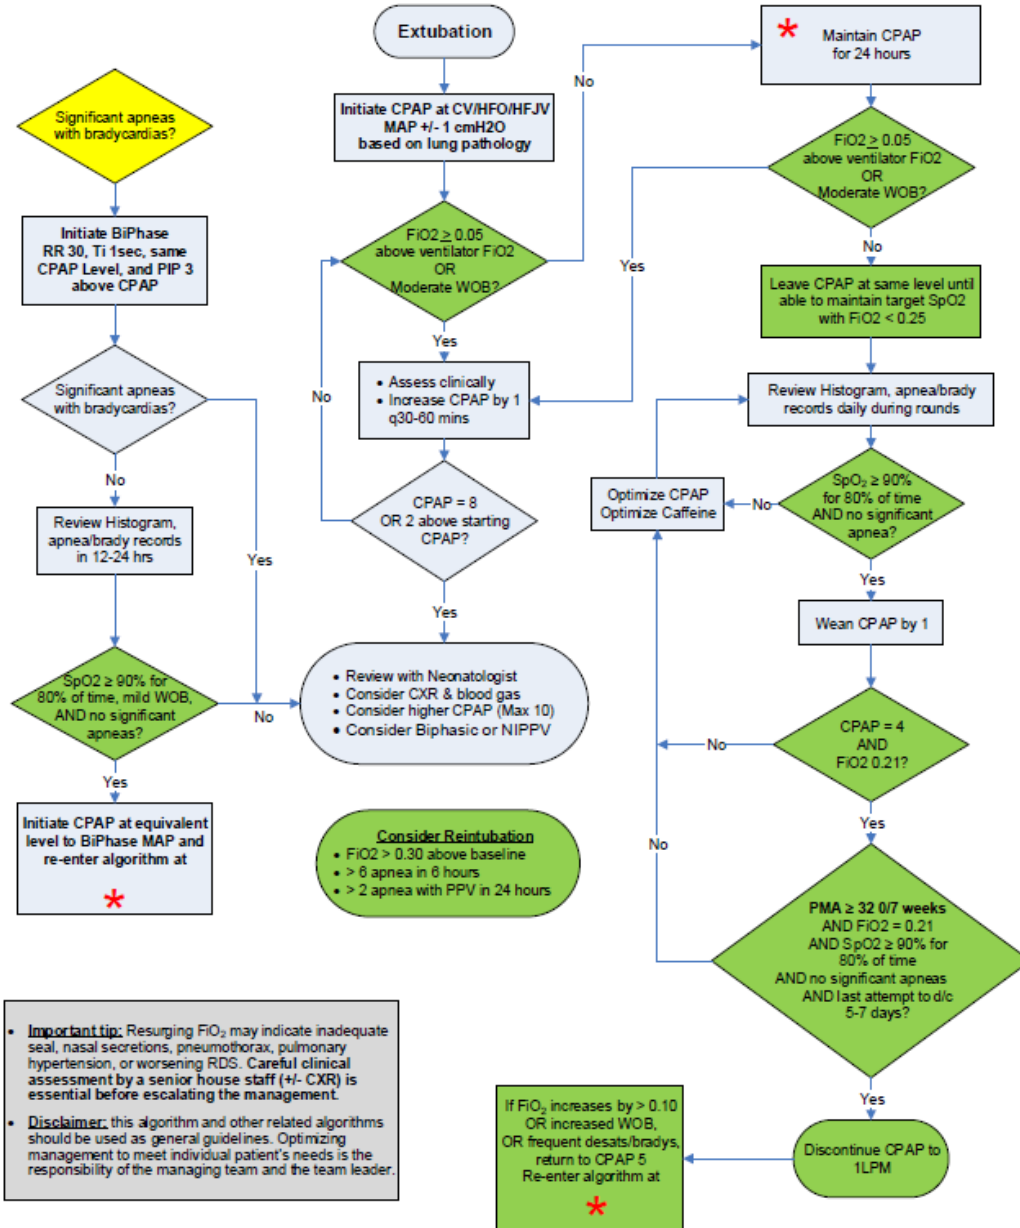 Extubation
Initiate CPAP at CV/HFO/HFJV
MAP +/- 1 cmH2O
based on lung pathology
FiO2 ≥ 0.05
above ventilator FiO2
OR
Moderate WOB?
No
Yes
• Assess clinically
• Increase CPAP by 1
q30-60 mins
No
CPAP = 8
OR 2 above starting
CPAP?
Yes
• Review with Neonatologist
• Consider CXR & blood gas
• Consider higher CPAP (Max 10)
• Consider Biphasic or NIPPV
Consider Reintubation
• FiO2 > 0.30 above baseline
• > 6 apnea in 6 hours
• > 2 apnea with PPV in 24 hours
Significant apneas
with bradycardias?
Initiate BiPhase
RR 30, Ti 1sec, same
CPAP Level, and PIP 3
above CPAP
Significant apneas
with bradycardias?
No
Yes
Review Histogram,
apnea/brady records
in 12-24 hrs
SpO2 ≥ 90% for
80% of time, mild WOB,
AND no significant
apneas?
No
Yes
Initiate CPAP at equivalent
level to BiPhase MAP and
re-enter algorithm at
*
* Maintain CPAP
for 24 hours
FiO2 ≥ 0.05
above ventilator FiO2
OR
Moderate WOB?
Yes
No
Leave CPAP at same level until
able to maintain target SpO2
with FiO2 < 0.25
Review Histogram, apnea/brady
records daily during rounds
SpO₂ ≥ 90%
for 80% of time
AND no significant
apnea?
No
Optimize CPAP
Optimize Caffeine
Yes
Wean CPAP by 1
CPAP = 4
AND
FiO2 0.21?
No
Yes
PMA ≥ 32 0/7 weeks
AND FiO2 = 0.21
AND SpO2 ≥ 90% for
80% of time
AND no significant apneas
AND last attempt to d/c
5-7 days?
No
Yes
Discontinue CPAP to
1LPM
If FiO₂ increases by > 0.10
OR increased WOB,
OR frequent desats/bradys,
return to CPAP 5
Re-enter algorithm at
*
• Important tip: Resurging FiO₂ may indicate inadequate
seal, nasal secretions, pneumothorax, pulmonary
hypertension, or worsening RDS. Careful clinical
assessment by a senior house staff (+/- CXR) is
essential before escalating the management.
• Disclaimer: this algorithm and other related algorithms
should be used as general guidelines. Optimizing
management to meet individual patient's needs is the
responsibility of the managing team and the team leader.